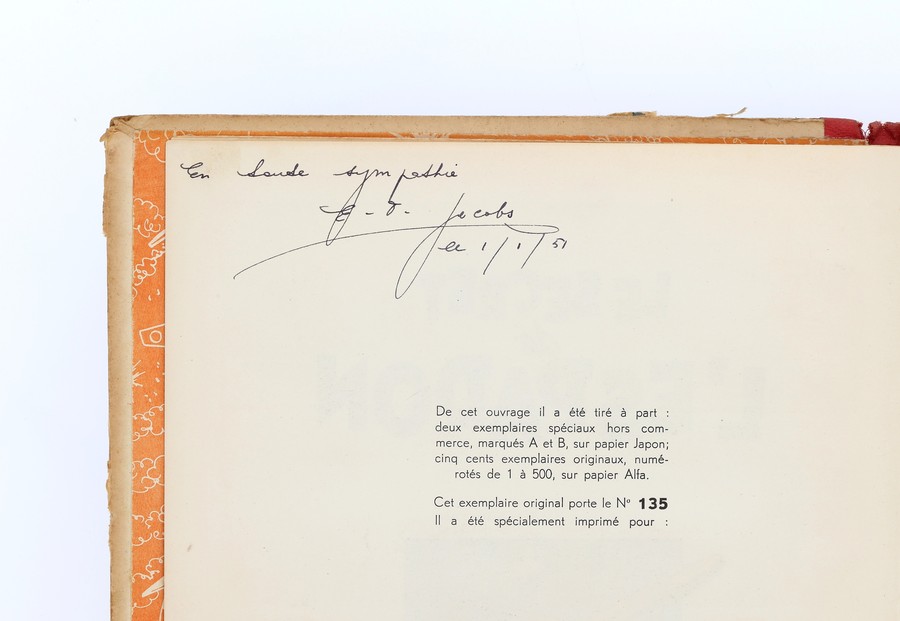 En toute sympathie
E. P. Jacobs
le 1/1/51
De cet ouvrage il a été tiré à part :
deux exemplaires spéciaux hors com-
merce, marqués A et B, sur papier Japon;
cinq cents exemplaires originaux, numé-
rotés de 1 à 500, sur papier Alfa.
Cet exemplaire original porte le Nº 135
Il a été spécialement imprimé pour :